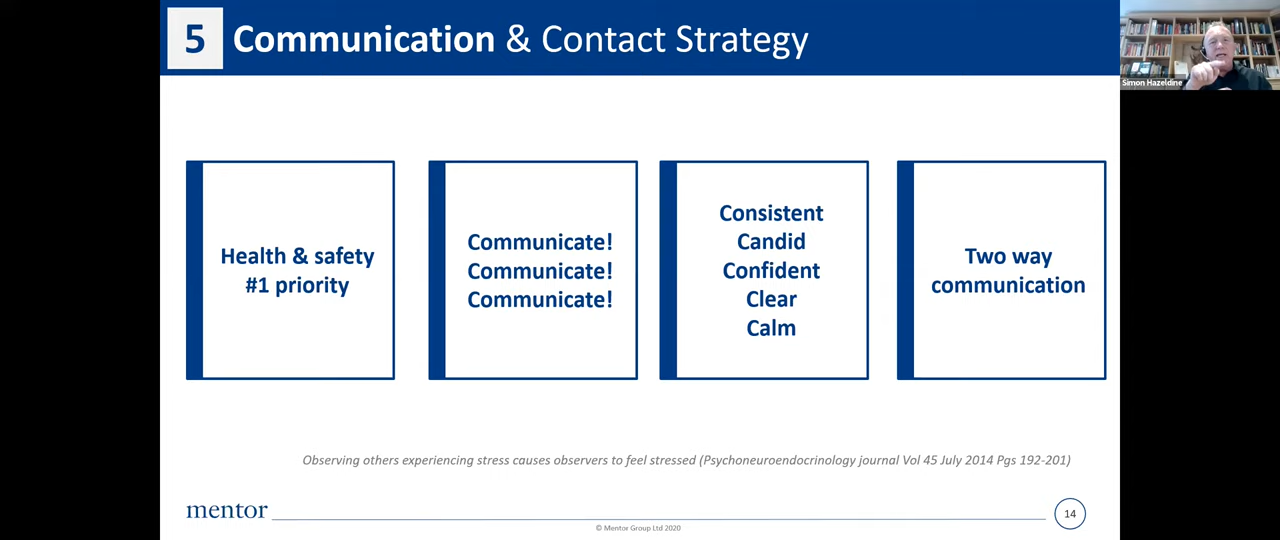 5 Communication & Contact Strategy
Simon Hazeldine
Health & safety
#1 priority
Communicate!
Communicate!
Communicate!
Consistent
Candid
Confident
Clear
Calm
Two way
communication
Observing others experiencing stress causes observers to feel stressed (Psychoneuroendocrinology journal Vol 45 July 2014 Pgs 192-201)
mentor
14
© Mentor Group Ltd 2020